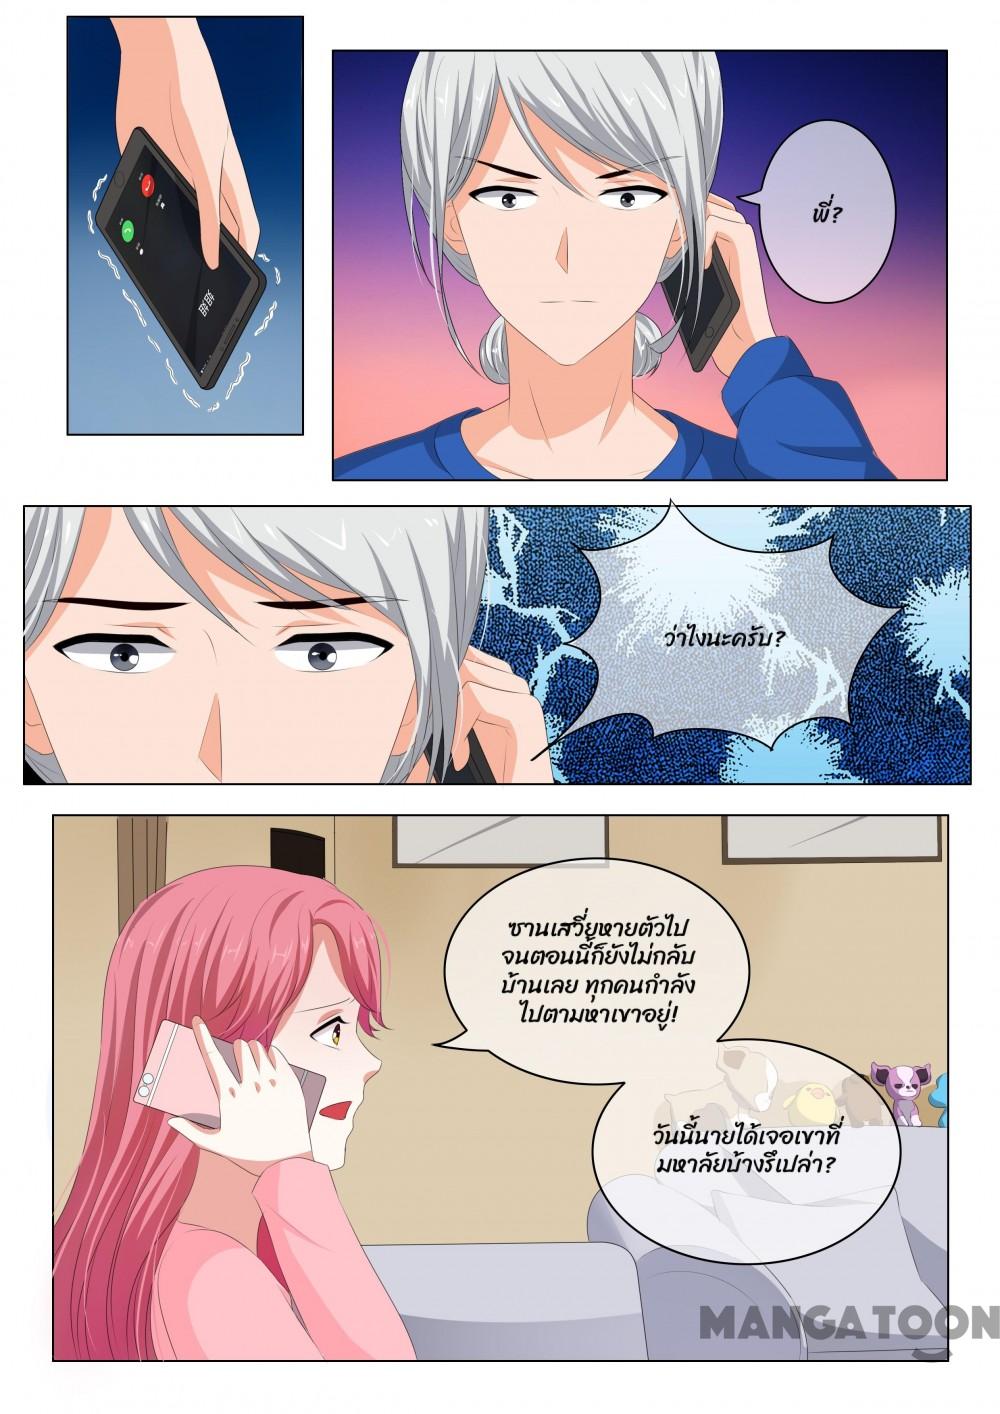 พี่?
ว่าไงนะครับ?
ซานเสวี่ยหายตัวไป
จนตอนนี้ก็ยังไม่กลับ
บ้านเลย ทุกคนกำลัง
ไปตามหาเขาอยู่!
วันนี้นายได้เจอเขาที่
มหาลัยบ้างรึเปล่า?
MANGATOON